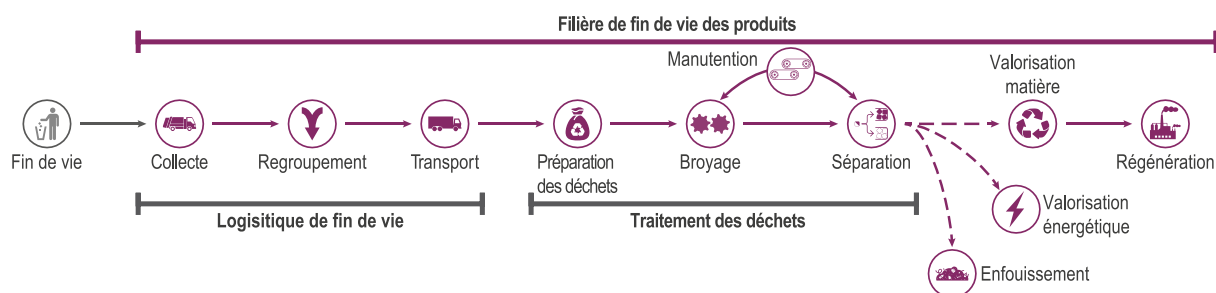 Filière de fin de vie des produits
Manutention
Valorisation
matière
Fin de vie
Collecte
Regroupement
Transport
Préparation
des déchets
Broyage
Séparation
Régénération
Logisitique de fin de vie
Traitement des déchets
Valorisation
énergétique
Enfouissement